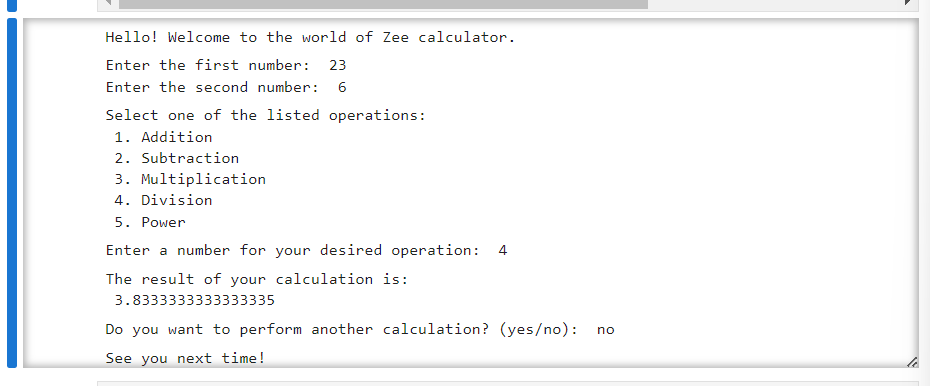 Hello! Welcome to the world of Zee calculator.
Enter the first number:  23
Enter the second number:  6
Select one of the listed operations:
 1. Addition
 2. Subtraction
 3. Multiplication
 4. Division
 5. Power
Enter a number for your desired operation:  4
The result of your calculation is:
 3.8333333333333335
Do you want to perform another calculation? (yes/no):  no
See you next time!